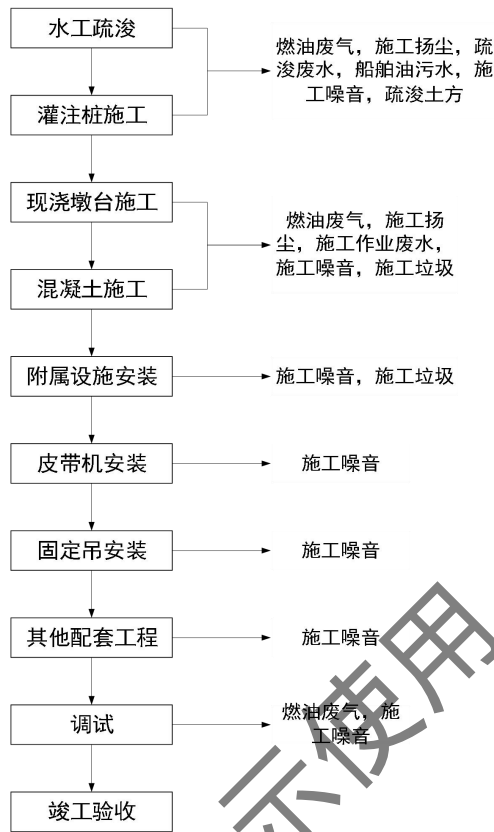 水工疏浚
燃油废气，施工扬尘，疏
浚废水，船舶油污水，施
工噪音，疏浚土方
灌注桩施工
现浇墩台施工
燃油废气，施工扬
尘，施工作业废水，
施工噪音，施工垃圾
混凝土施工
附属设施安装
施工噪音，施工垃圾
皮带机安装
施工噪音
固定吊安装
施工噪音
其他配套工程
施工噪音
调试
燃油废气，施
工噪音
竣工验收
示使用